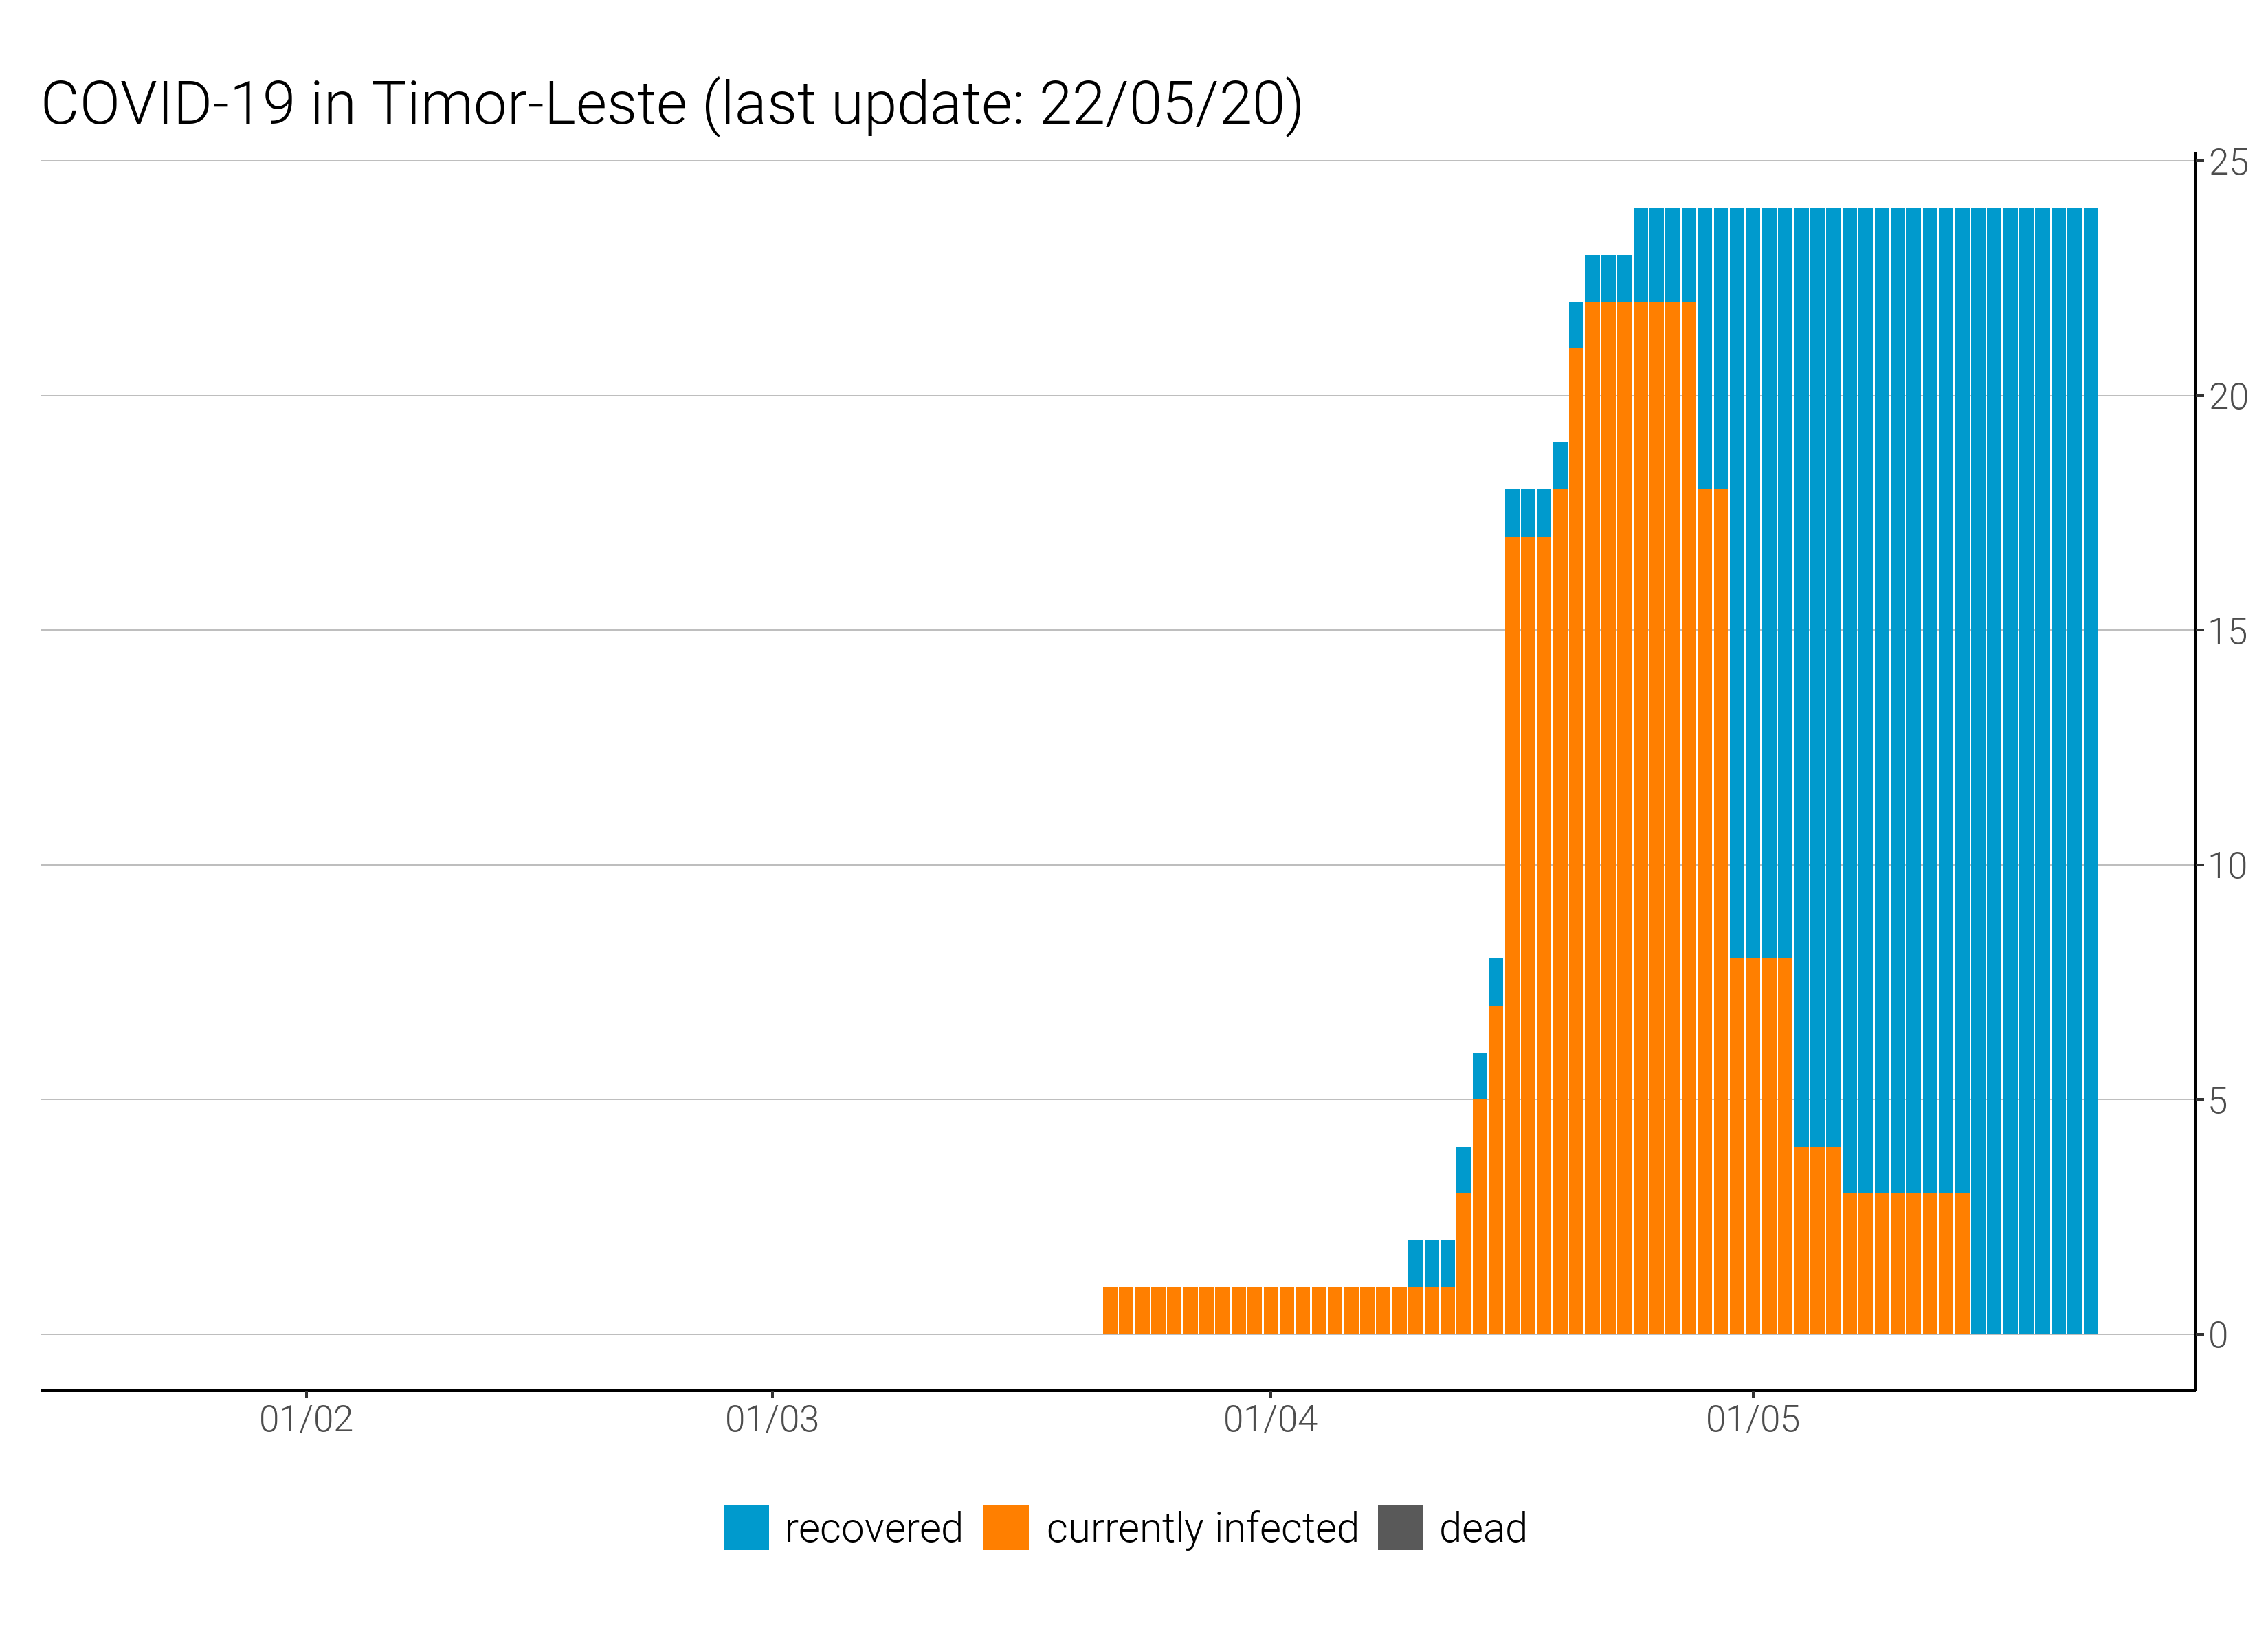 COVID-19 in Timor-Leste (last update: 22/05/20)
25
20
15
10
5
0
01/02 01/03 01/04 01/05
recovered currently infected dead